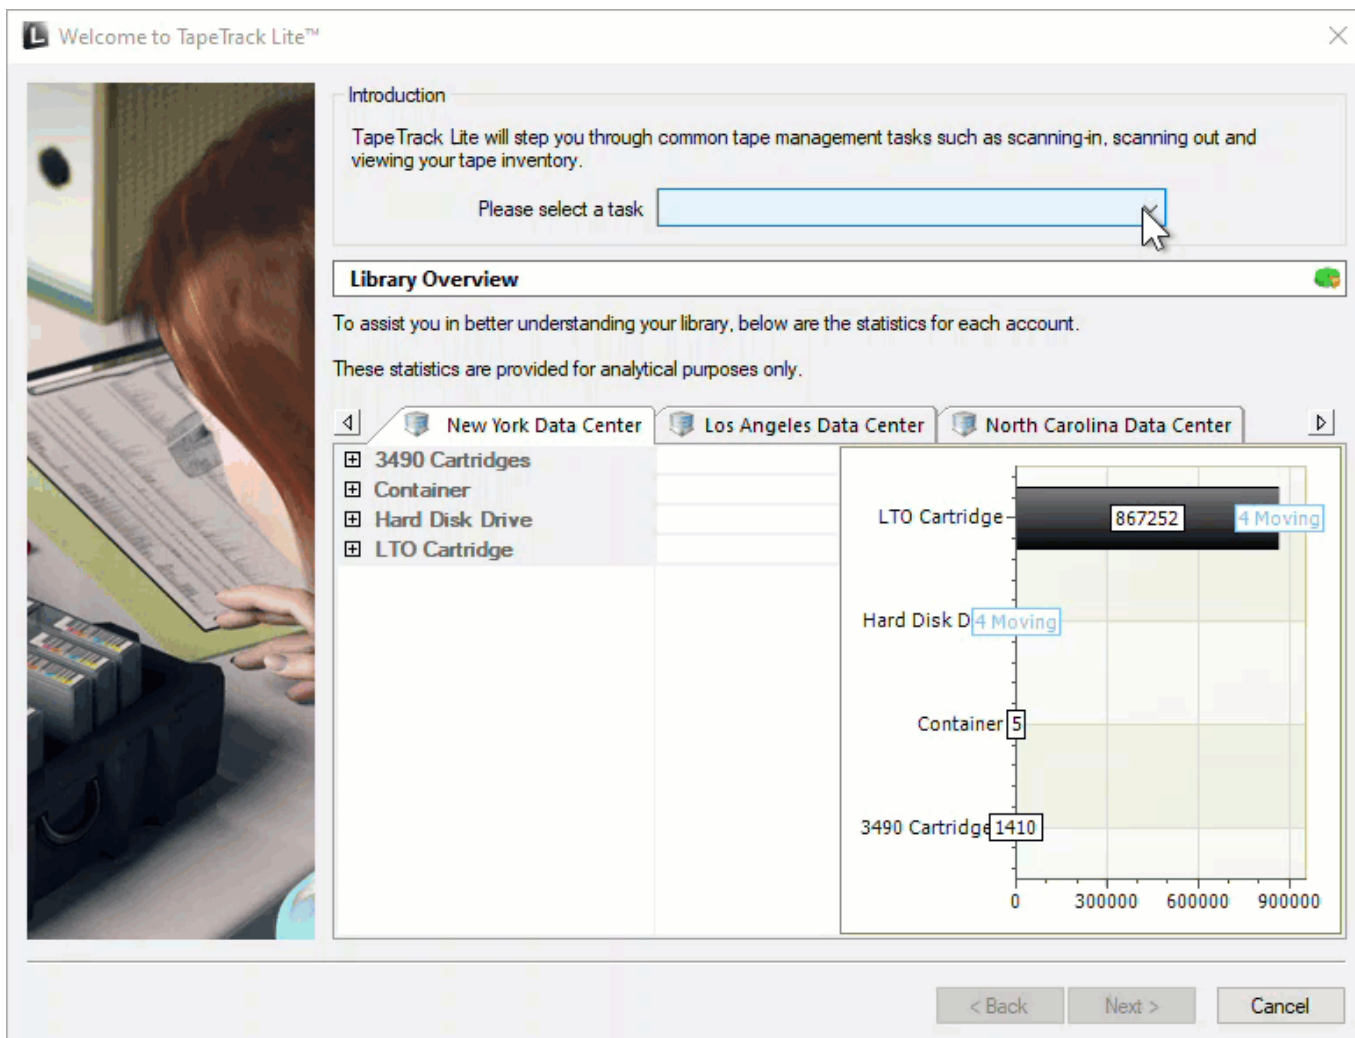 Welcome to TapeTrack Lite™
Introduction
TapeTrack Lite will step you through common tape management tasks such as scanning-in, scanning out and
viewing your tape inventory.
Please select a task
Library Overview
To assist you in better understanding your library, below are the statistics for each account.
These statistics are provided for analytical purposes only.
New York Data Center
Los Angeles Data Center
North Carolina Data Center
3490 Cartridges
Container
Hard Disk Drive
LTO Cartridge
LTO Cartridge
867252
4 Moving
Hard Disk D
4 Moving
Container
5
3490 Cartridge
1410
0 300000 600000 900000
< Back
Next >
Cancel